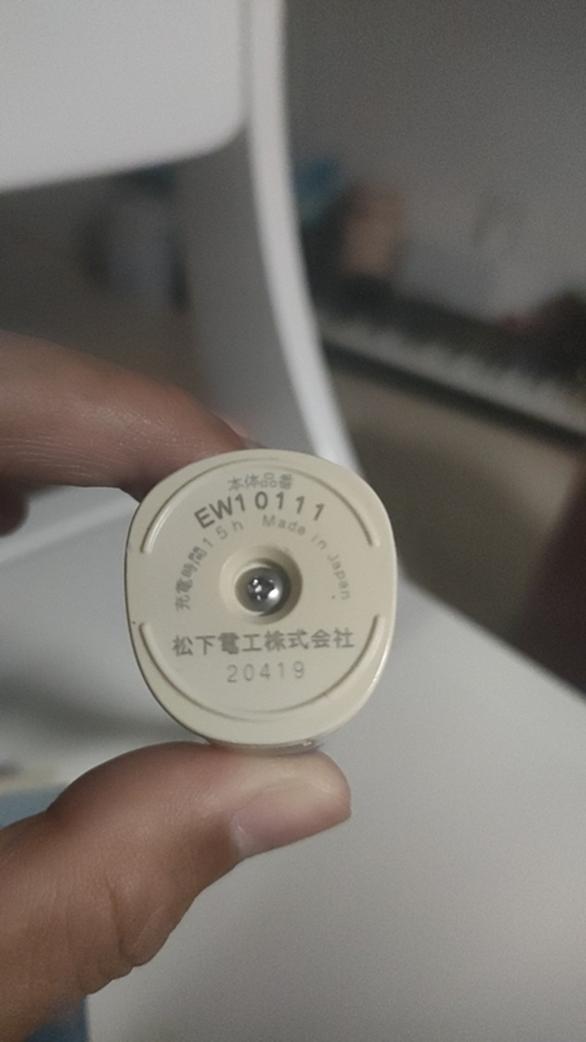 本体品番
EW10111
充電時間15h Made in Japan
松下電工株式会社
20419